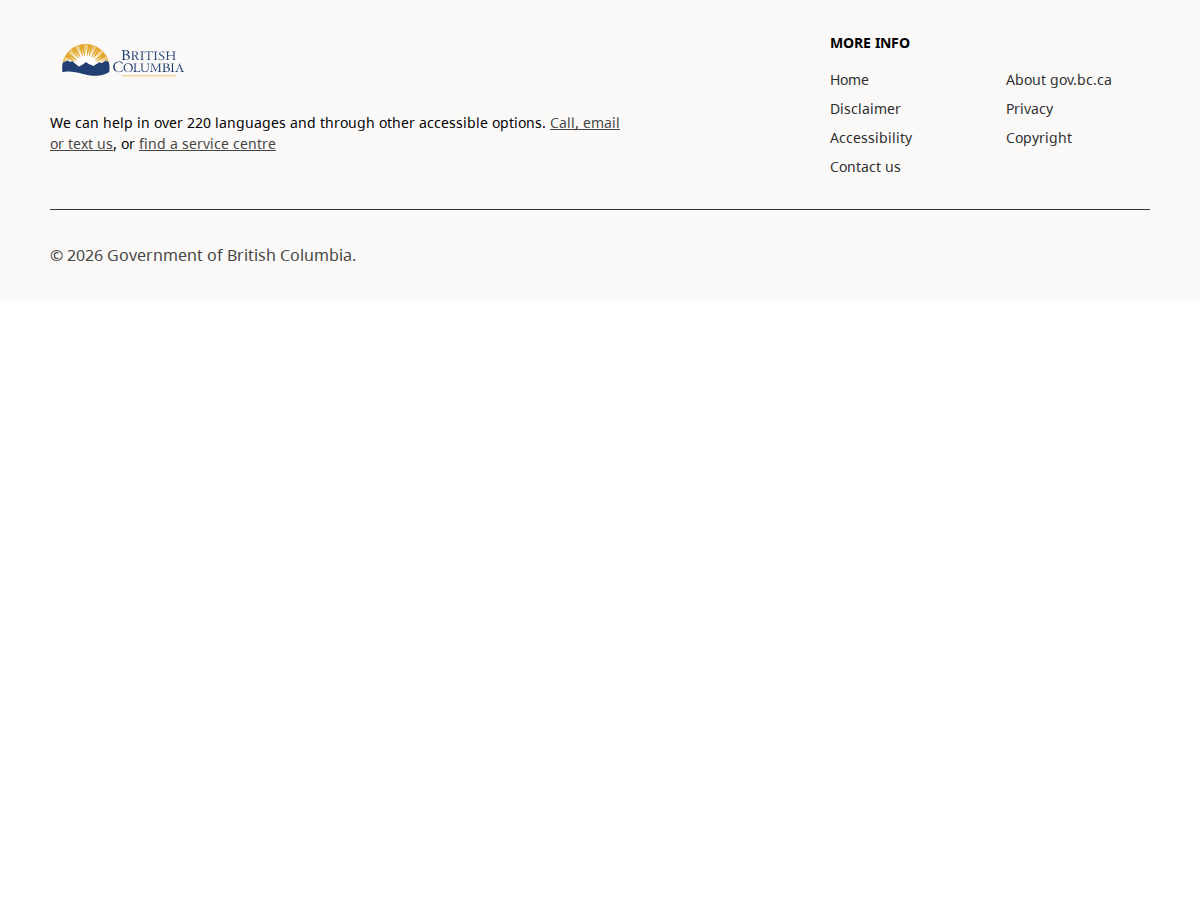 BRITISH
COLUMBIA
We can help in over 220 languages and through other accessible options. Call, email
or text us, or find a service centre
MORE INFO
Home
Disclaimer
Accessibility
Contact us
About gov.bc.ca
Privacy
Copyright
© 2026 Government of British Columbia.